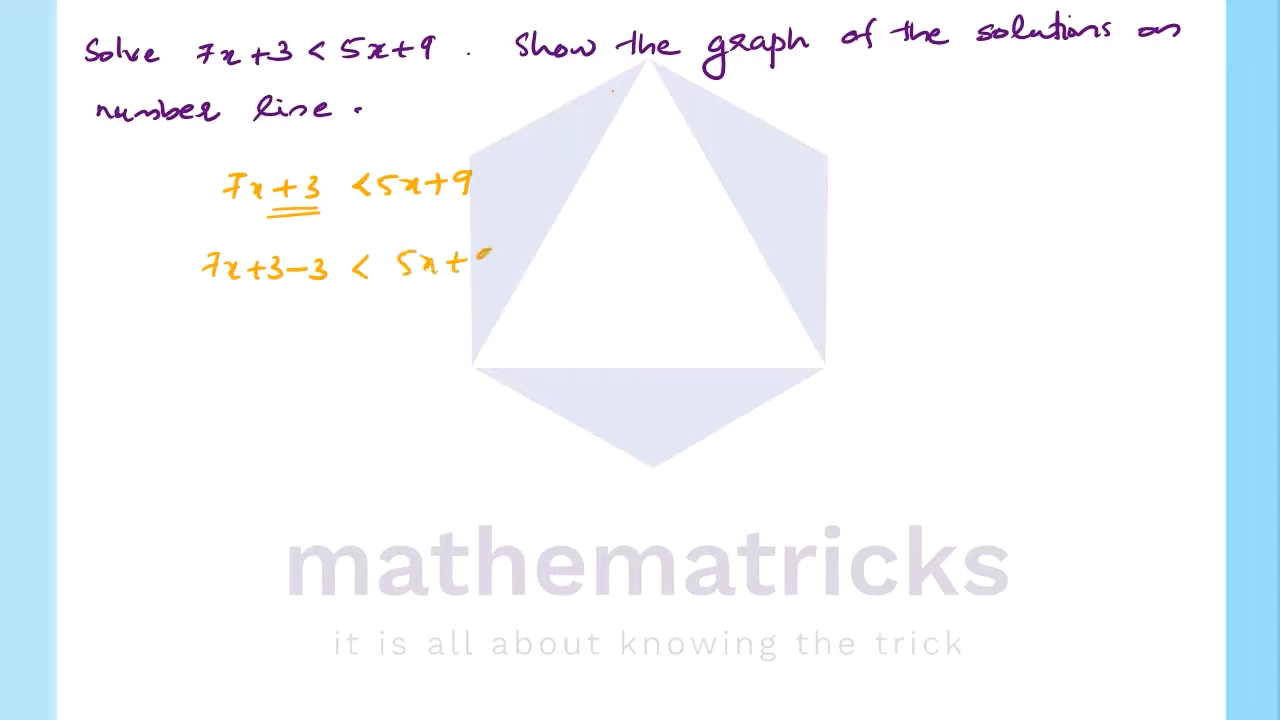 Solve 7x+3 < 5x+9 . Show the graph of the solutions on
number line .
7x +3 < 5x+9
7x+3-3 < 5x+
mathematricks
it is all about knowing the trick